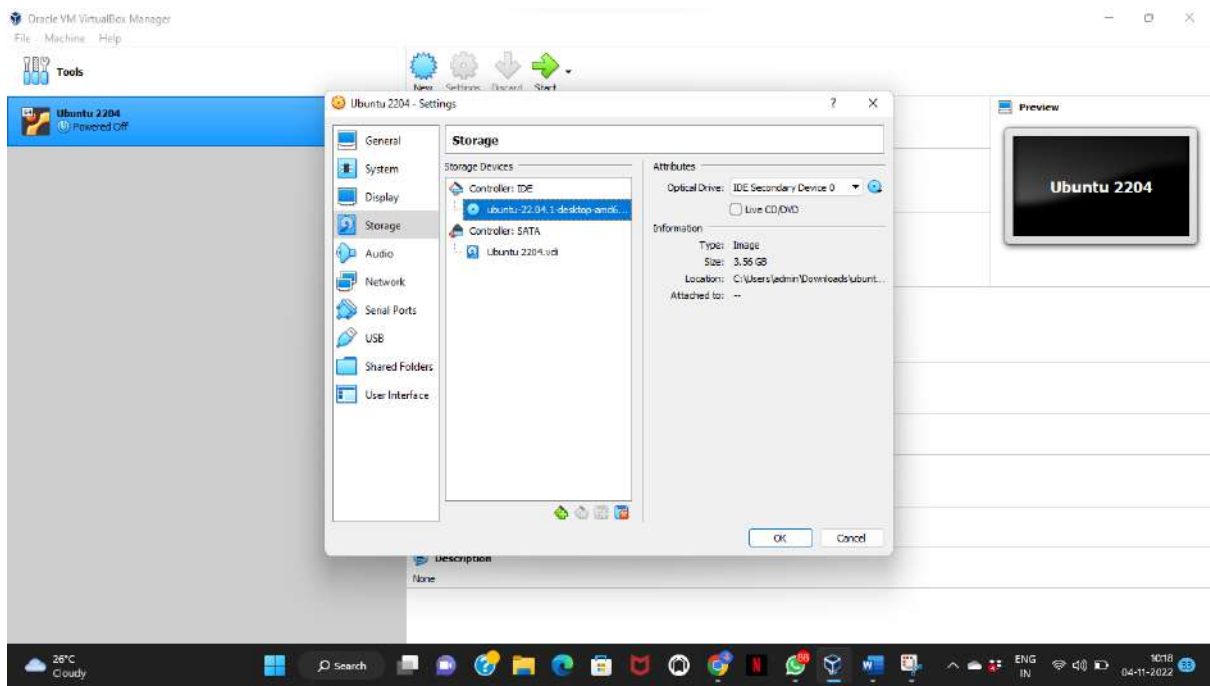 Oracle VM VirtualBox Manager
File Machine Help
Tools
New Settings Discard Start
Ubuntu 2204
Powered Off
Preview
Ubuntu 2204
Ubuntu 2204 - Settings
? X
General
System
Display
Storage
Audio
Network
Serial Ports
USB
Shared Folders
User Interface
Storage
Storage Devices
Controller: IDE
ubuntu-22.04.1-desktop-amd6...
Controller: SATA
Ubuntu 2204.vdi
Attributes
Optical Drive: IDE Secondary Device 0
Live CD/DVD
Information
Type: Image
Size: 3.56 GB
Location: C:\Users\admin\Downloads\ubunt...
Attached to: --
OK Cancel
Description
None
26°C
Cloudy
Search
88
ENG
IN
10:18
04-11-2022
33